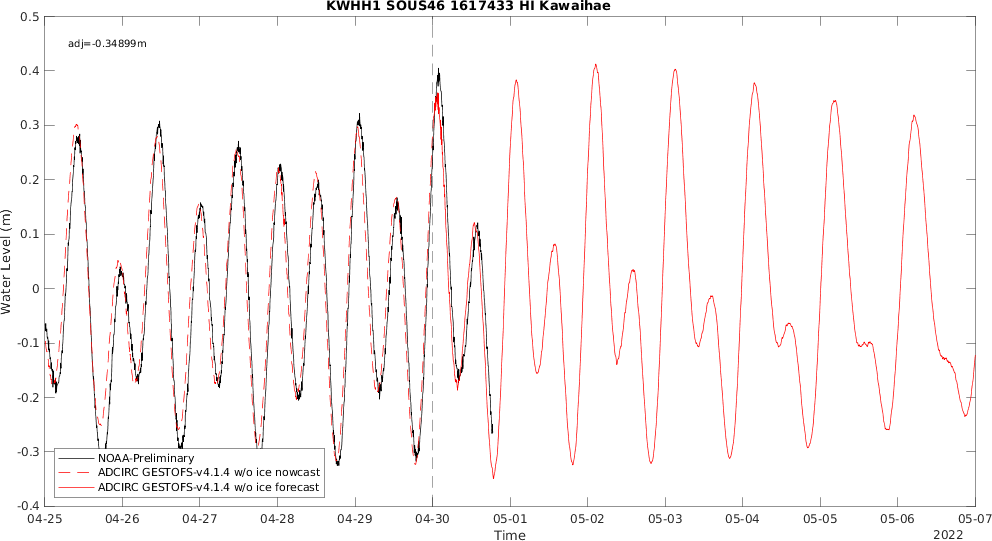 KWHH1 SOUS46 1617433 HI Kawaihae
adj=-0.34899m
Water Level (m)
0.5
0.4
0.3
0.2
0.1
0
-0.1
-0.2
-0.3
-0.4
NOAA-Preliminary
ADCIRC GESTOFS-v4.1.4 w/o ice nowcast
ADCIRC GESTOFS-v4.1.4 w/o ice forecast
04-25 04-26 04-27 04-28 04-29 04-30 05-01 05-02 05-03 05-04 05-05 05-06 05-07
Time
2022